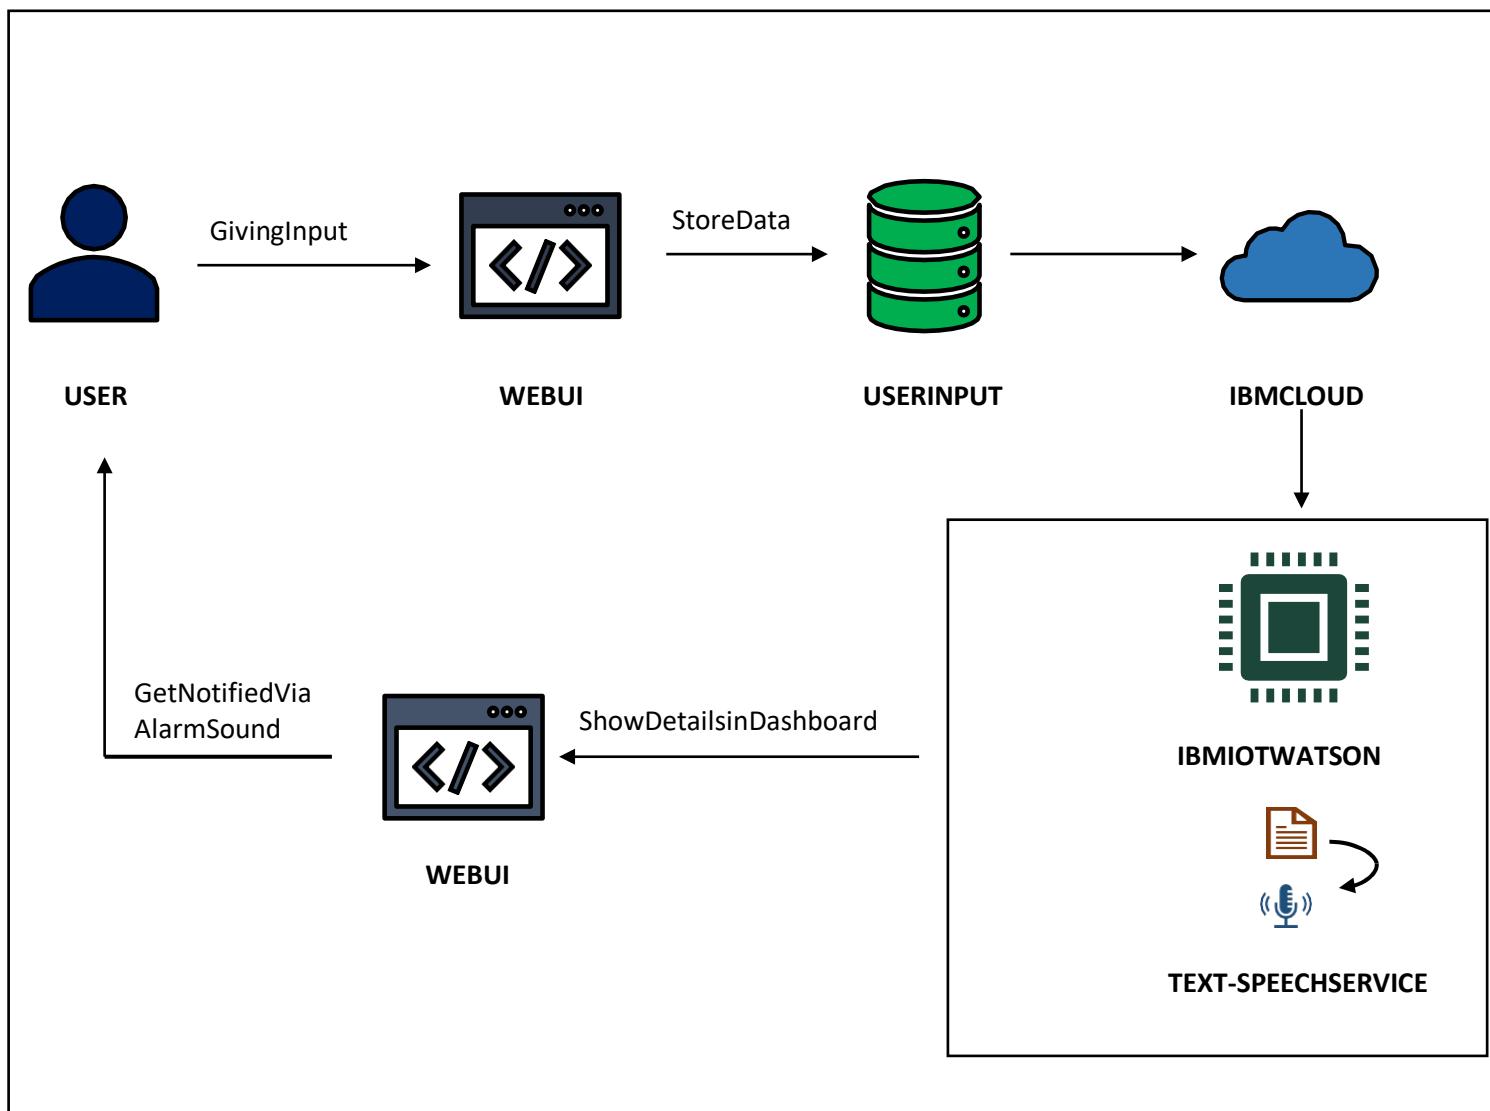 GivingInput
StoreData
USER
WEBUI
USERINPUT
IBMCLOUD
GetNotifiedVia
AlarmSound
ShowDetailsinDashboard
WEBUI
IBMIOTWATSON
TEXT-SPEECHSERVICE